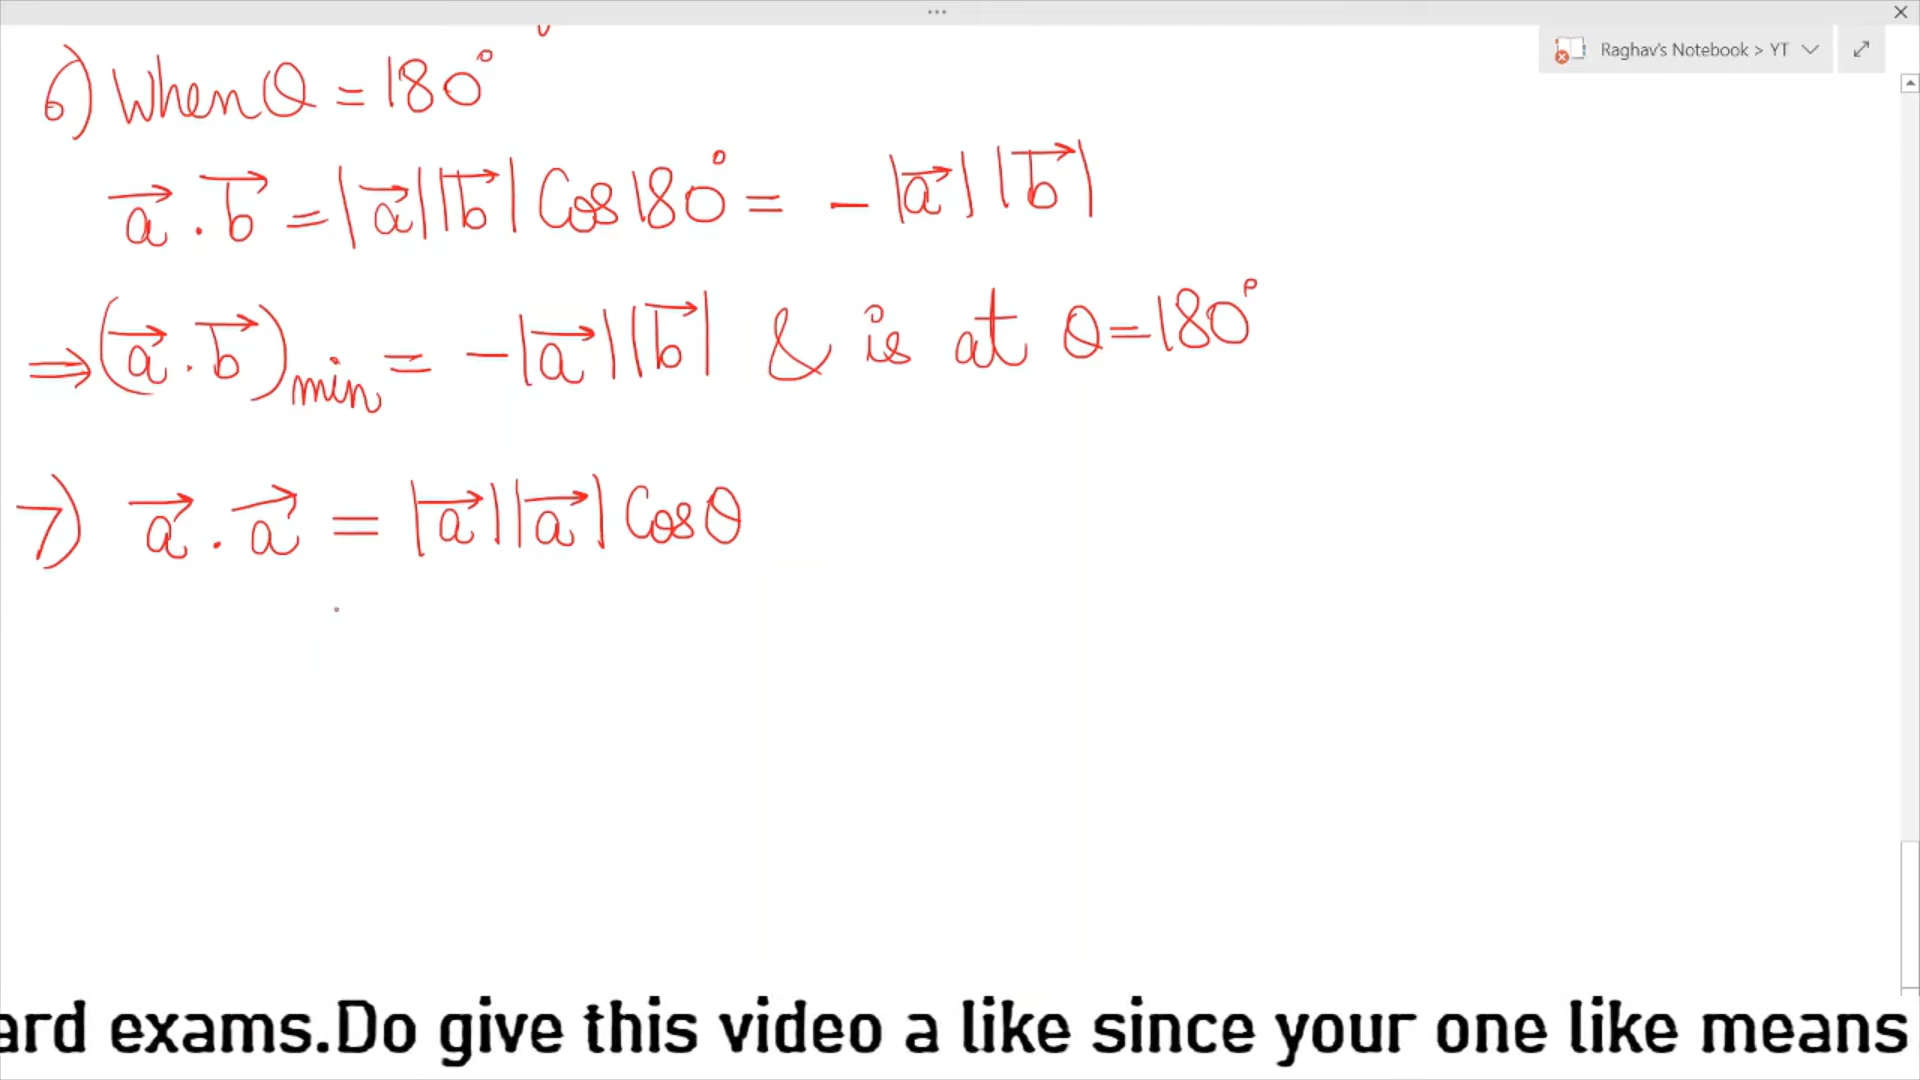 Raghav's Notebook > YT
6) When θ = 180°
a⃗ . b⃗ = |a⃗||b⃗| Cos 180° = - |a⃗| |b⃗|
⇒ (a⃗ . b⃗)min = - |a⃗| |b⃗| & is at θ = 180°
7) a⃗ . a⃗ = |a⃗| |a⃗| Cos θ
ard exams.Do give this video a like since your one like means